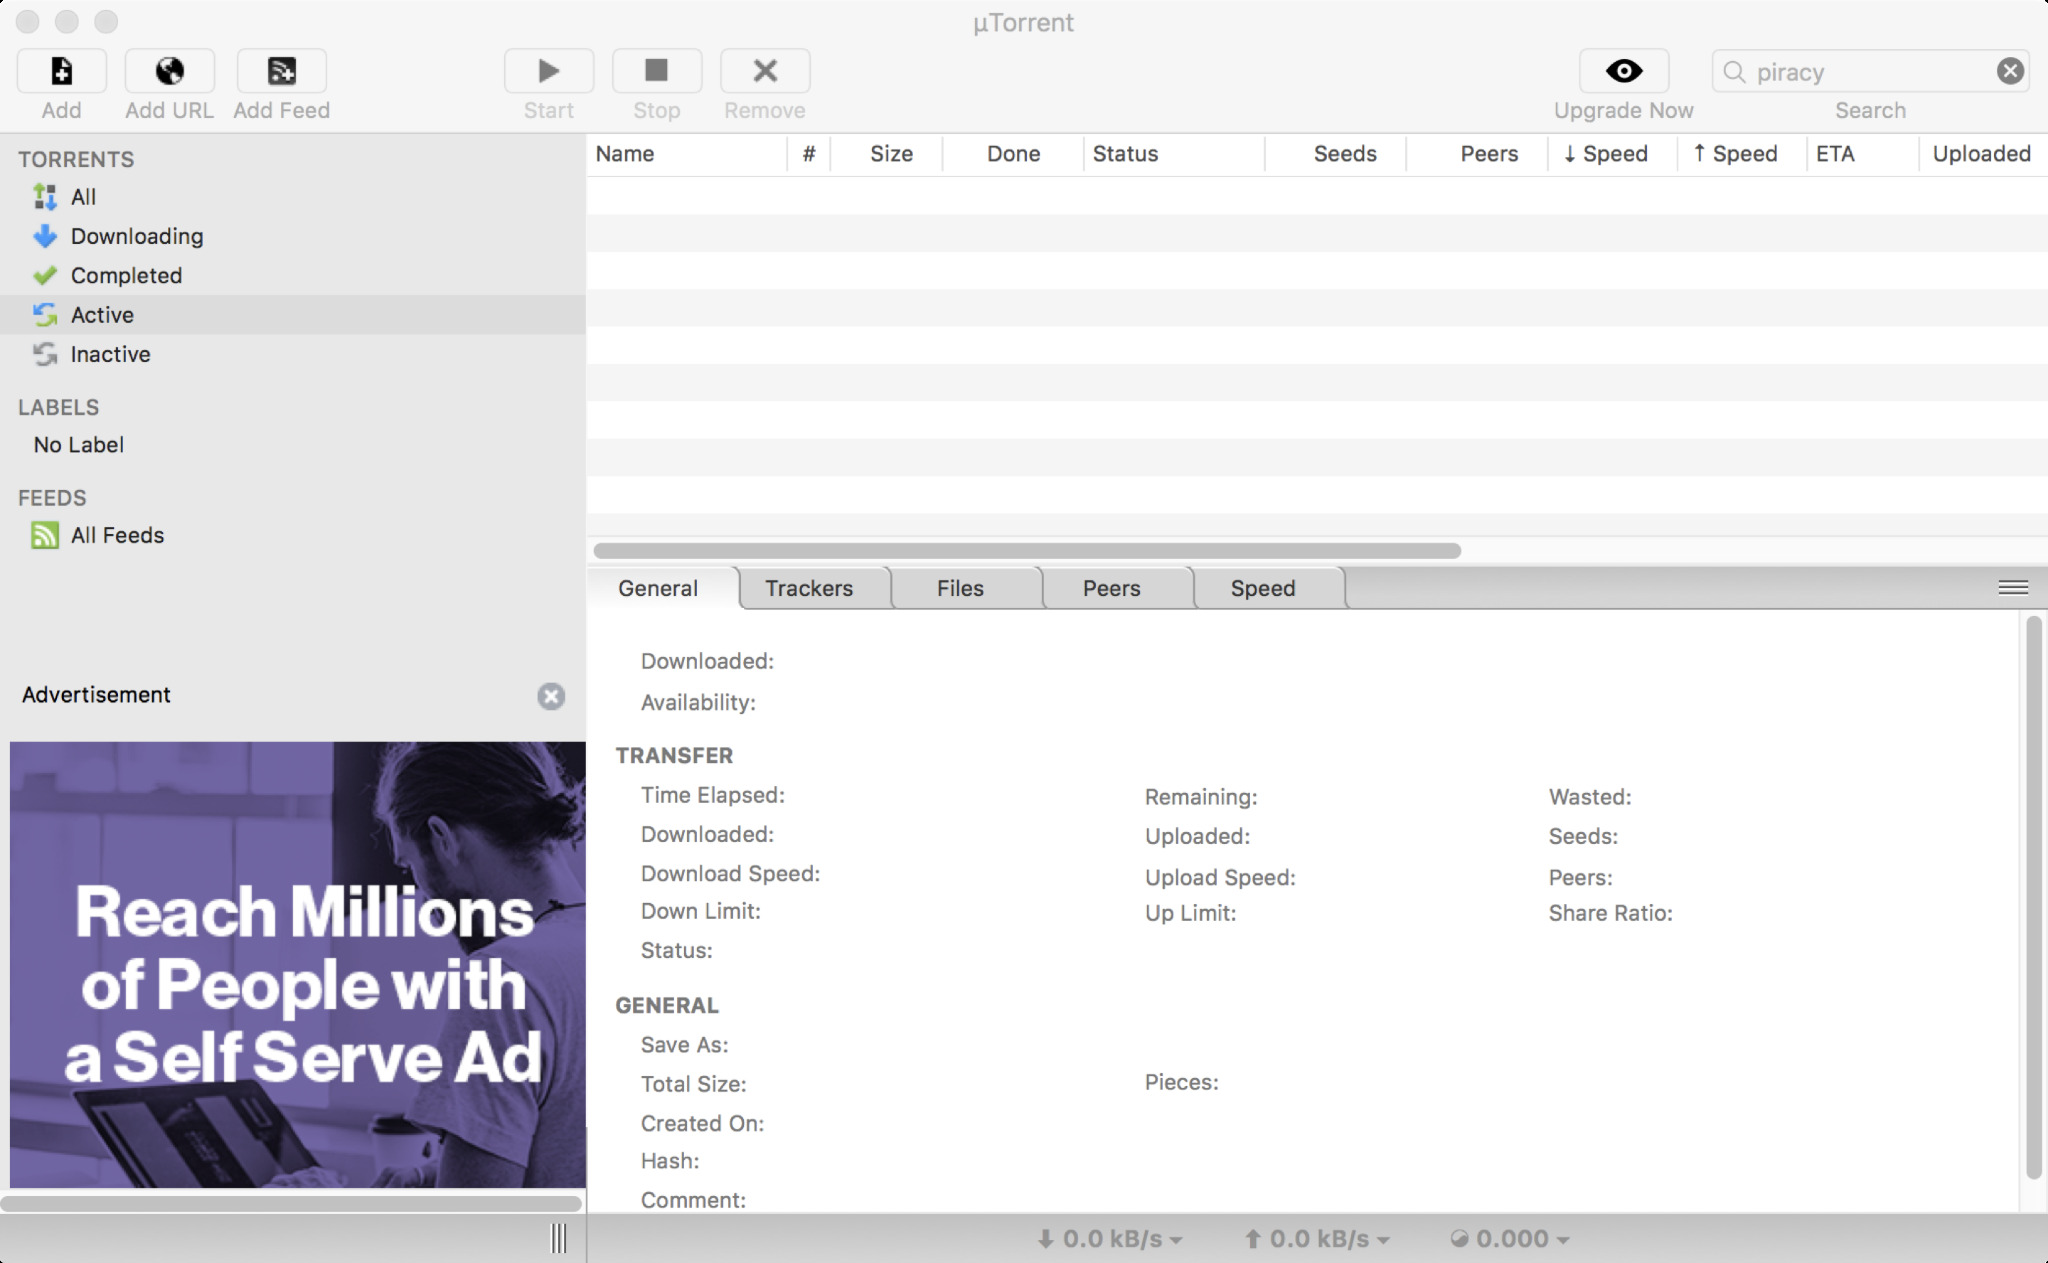 µTorrent
Add
Add URL
Add Feed
Start
Stop
Remove
Upgrade Now
piracy
Search
TORRENTS
All
Downloading
Completed
Active
Inactive
LABELS
No Label
FEEDS
All Feeds
Advertisement
Reach Millions
of People with
a Self Serve Ad
Name # Size Done Status Seeds Peers ↓ Speed ↑ Speed ETA Uploaded
General Trackers Files Peers Speed
Downloaded:
Availability:
TRANSFER
Time Elapsed: Remaining: Wasted:
Downloaded: Uploaded: Seeds:
Download Speed: Upload Speed: Peers:
Down Limit: Up Limit: Share Ratio:
Status:
GENERAL
Save As:
Total Size: Pieces:
Created On:
Hash:
Comment:
0.0 kB/s 0.0 kB/s 0.000